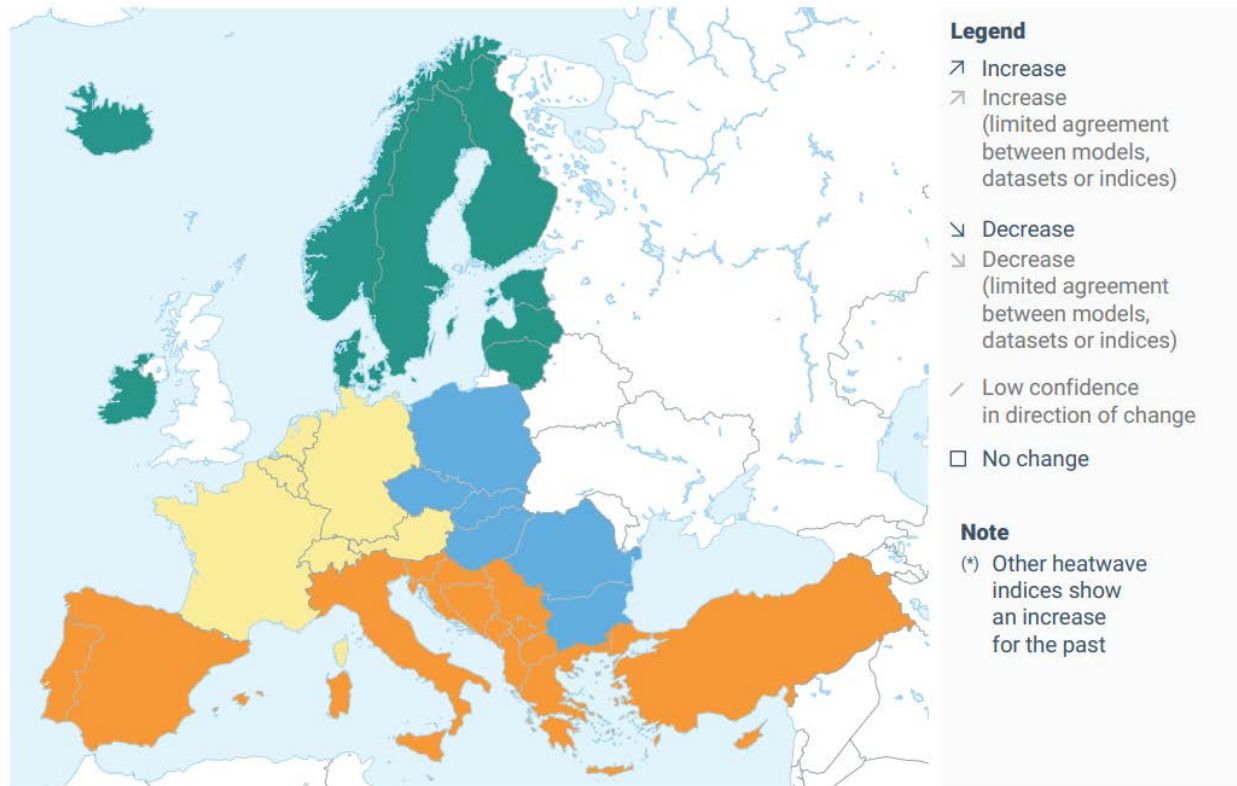 Legend
Increase
Increase
(limited agreement
between models,
datasets or indices)
Decrease
Decrease
(limited agreement
between models,
datasets or indices)
Low confidence
in direction of change
No change
Note
(*) Other heatwave
indices show
an increase
for the past